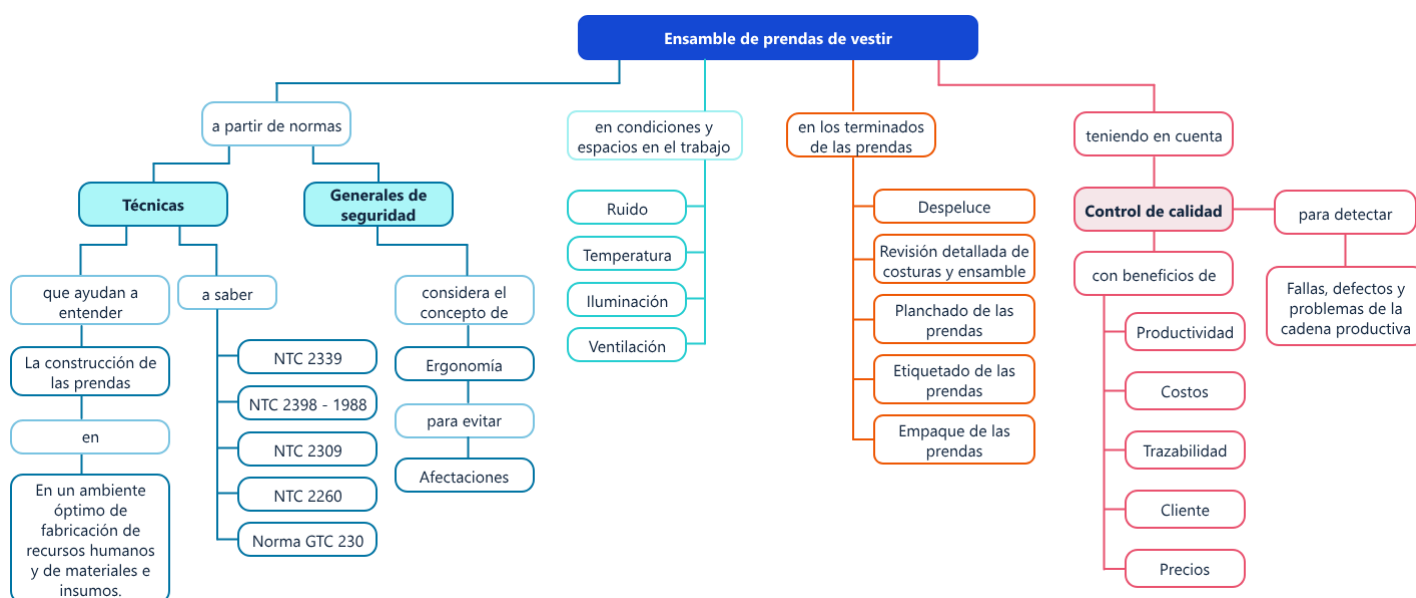 Ensamble de prendas de vestir
a partir de normas
Técnicas
que ayudan a
entender
La construcción de
las prendas
en
En un ambiente
óptimo de
fabricación de
recursos humanos
y de materiales e
insumos.
a saber
NTC 2339
NTC 2398 - 1988
NTC 2309
NTC 2260
Norma GTC 230
Generales de
seguridad
considera el
concepto de
Ergonomía
para evitar
Afectaciones
en condiciones y
espacios en el trabajo
Ruido
Temperatura
Iluminación
Ventilación
en los terminados
de las prendas
Despeluce
Revisión detallada de
costuras y ensamble
Planchado de las
prendas
Etiquetado de las
prendas
Empaque de las
prendas
teniendo en cuenta
Control de calidad
con beneficios de
Productividad
Costos
Trazabilidad
Cliente
Precios
para detectar
Fallas, defectos y
problemas de la
cadena productiva